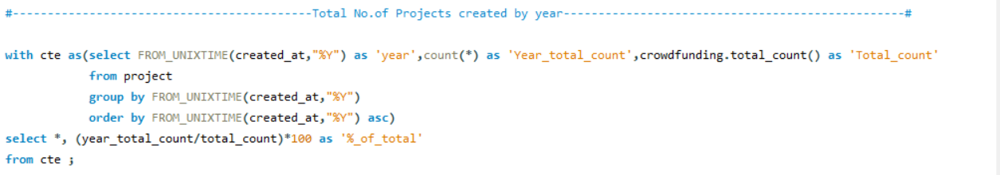 #-------------------------------------------Total No.of Projects created by year-------------------------------------------------#
with cte as(select FROM_UNIXTIME(created_at,"%Y") as 'year',count(*) as 'Year_total_count',crowdfunding.total_count() as 'Total_count'
from project
group by FROM_UNIXTIME(created_at,"%Y")
order by FROM_UNIXTIME(created_at,"%Y") asc)
select *, (year_total_count/total_count)*100 as '%_of_total'
from cte ;